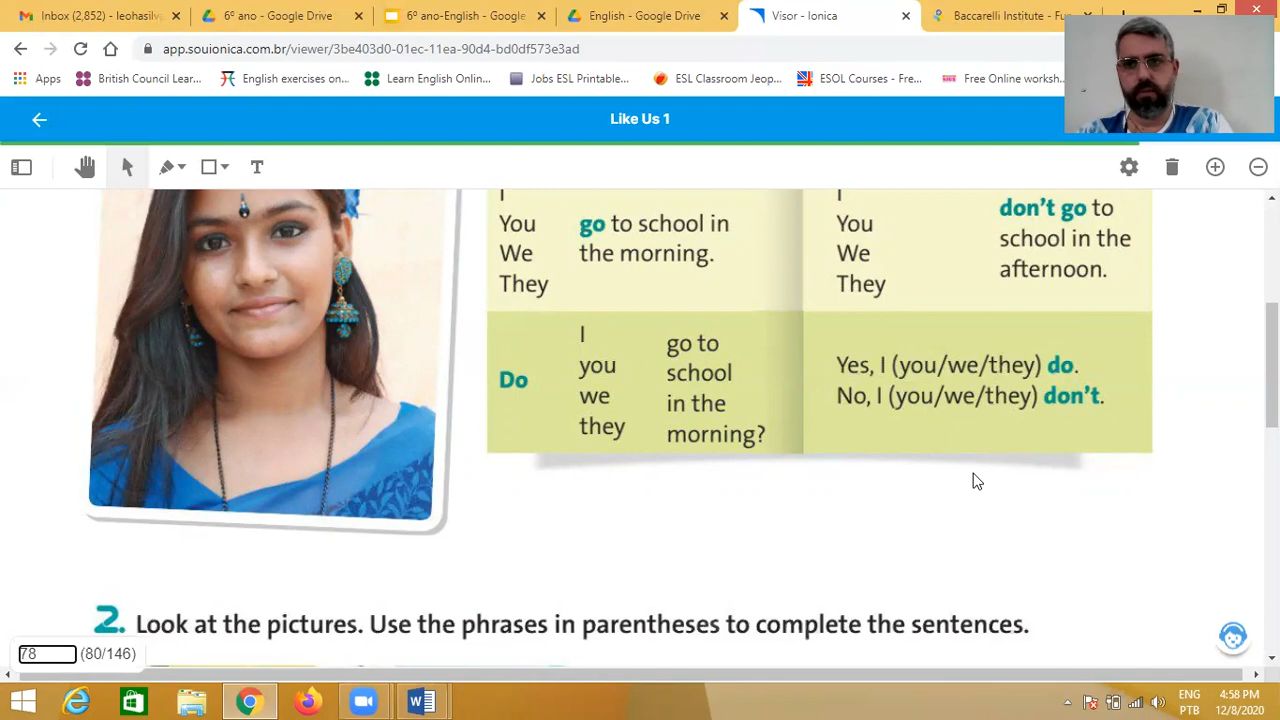 Inbox (2,852) - leohasilv
6º ano - Google Drive
6º ano-English - Google
English - Google Drive
Visor - Ionica
Baccarelli Institute - Fu
app.souionica.com.br/viewer/3be403d0-01ec-11ea-90d4-bd0df573e3ad
Apps
British Council Lear...
English exercises on...
Learn English Onlin...
Jobs ESL Printable...
ESL Classroom Jeop...
ESOL Courses - Fre...
Free Online worksh...
Like Us 1
I
You
We
They
go to school in
the morning.
I
You
We
They
don't go to
school in the
afternoon.
Do
I
you
we
they
go to
school
in the
morning?
Yes, I (you/we/they) do.
No, I (you/we/they) don't.
2. Look at the pictures. Use the phrases in parentheses to complete the sentences.
78 (80/146)
ENG
PTB
4:58 PM
12/8/2020